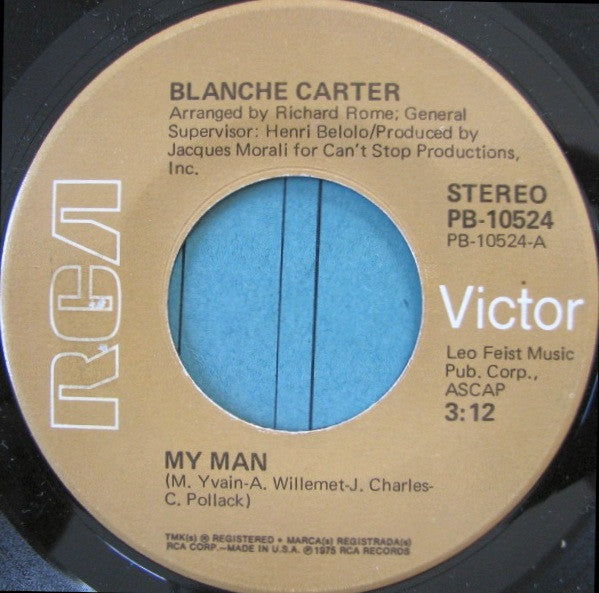 BLANCHE CARTER
Arranged by Richard Rome; General
Supervisor: Henri Belolo/Produced by
Jacques Morali for Can't Stop Productions,
Inc.
RCA
STEREO
PB-10524
PB-10524-A
Victor
Leo Feist Music
Pub. Corp.,
ASCAP
3:12
MY MAN
(M. Yvain-A. Willemet-J. Charles-
C. Pollack)
TMK(s) ® REGISTERED • MARCA(s) REGISTRADA(s)
RCA CORP.–MADE IN U.S.A. ℗1975 RCA RECORDS